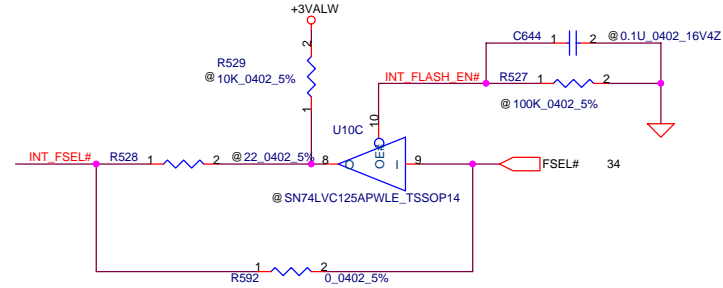 +3VALW
C644 1 2 @ 0.1U_0402_16V4Z
2
R529
@ 10K_0402_5%
1
INT_FLASH_EN# R527 1 2
@ 100K_0402_5%
10
U10C
OE#
INT_FSEL# R528 1 2 @ 22_0402_5% 8 O I 9 FSEL# 34
@ SN74LVC125APWLE_TSSOP14
1 2
R592 0_0402_5%